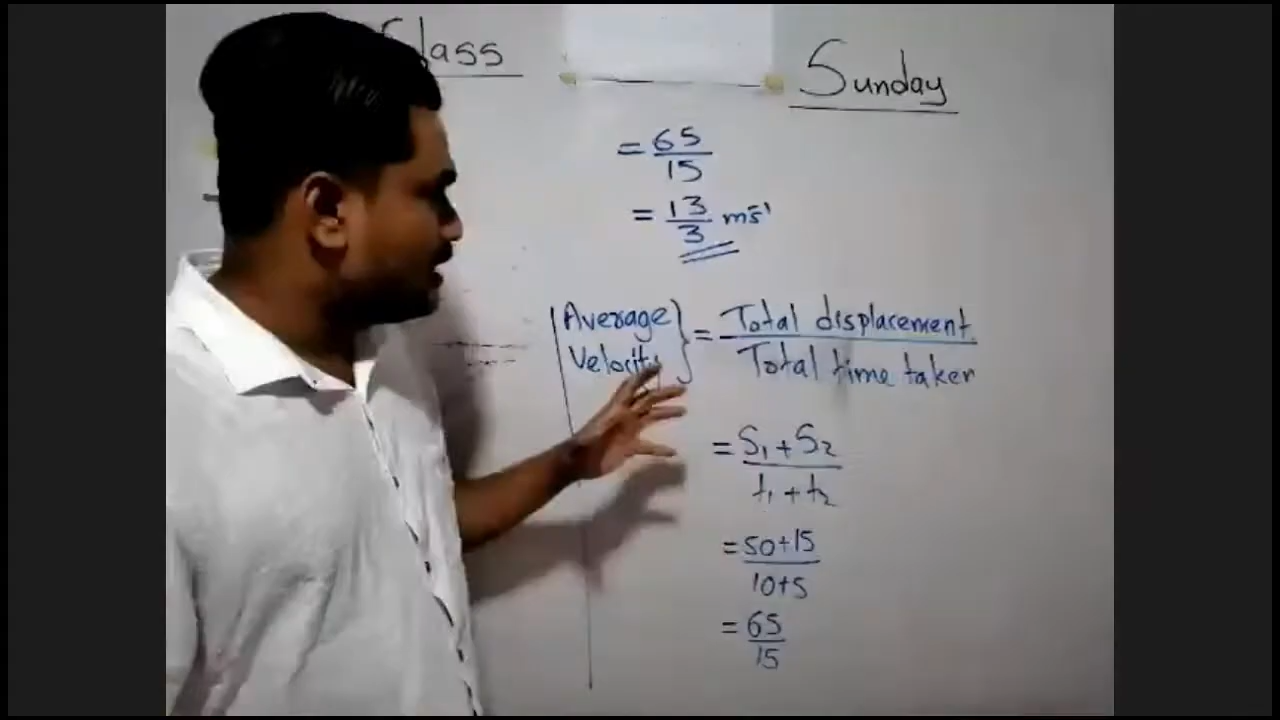 Class
Sunday
= 65/15
= 13/3 ms⁻¹
Average Velocity} = Total displacement / Total time taken
= S₁ + S₂ / t₁ + t₂
= 50+15 / 10+5
= 65/15